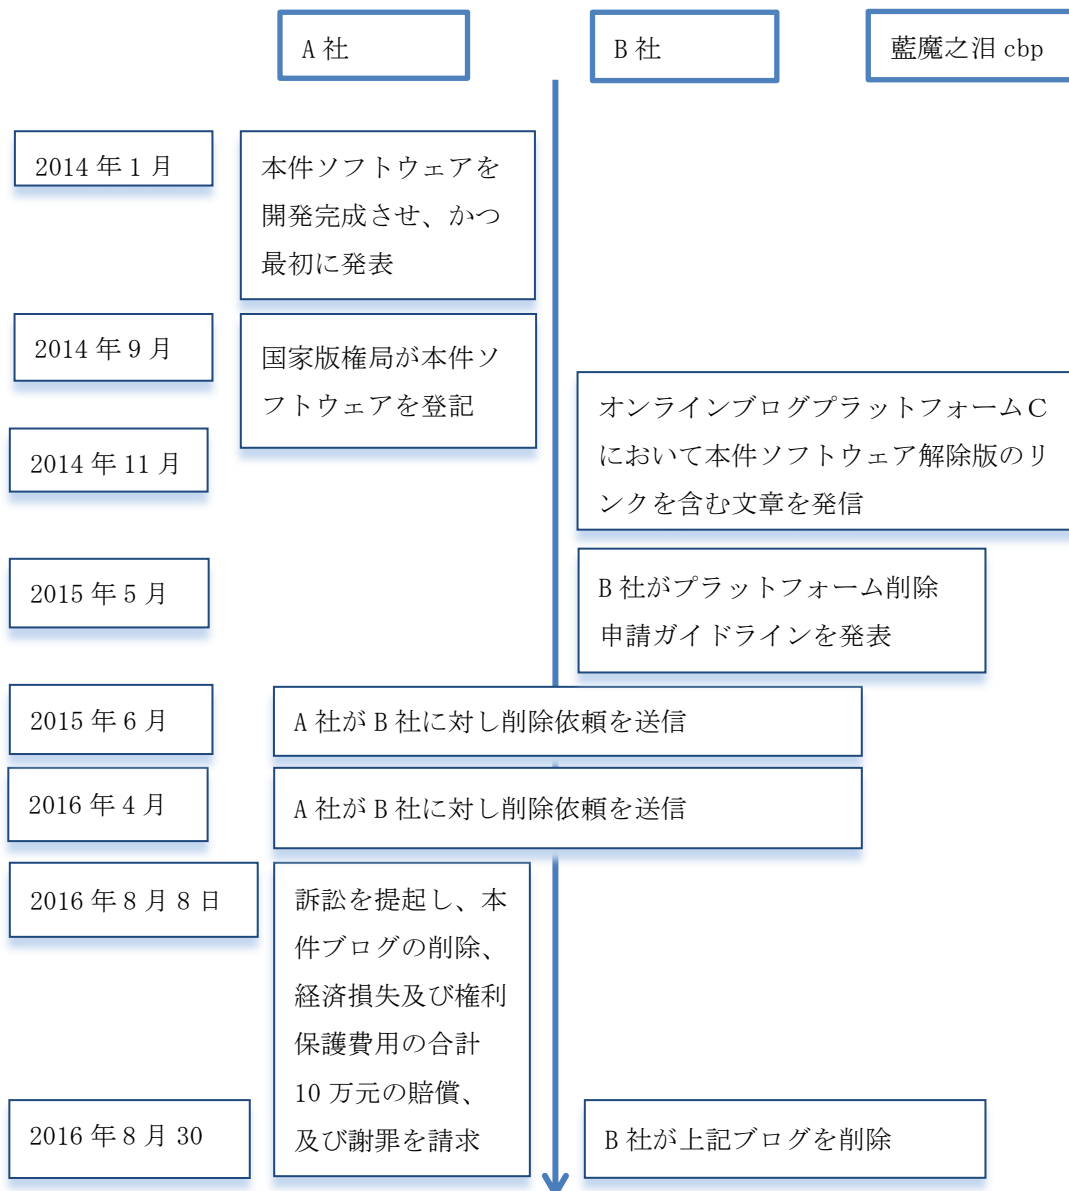 A 社
B 社
藍魔之泪 cbp
2014 年 1 月
本件ソフトウェアを
開発完成させ、かつ
最初に発表
2014 年 9 月
国家版権局が本件ソ
フトウェアを登記
2014 年 11 月
オンラインブログプラットフォームC
において本件ソフトウェア解除版のリ
ンクを含む文章を発信
2015 年 5 月
B 社がプラットフォーム削除
申請ガイドラインを発表
2015 年 6 月
A 社が B 社に対し削除依頼を送信
2016 年 4 月
A 社が B 社に対し削除依頼を送信
2016 年 8 月 8 日
訴訟を提起し、本
件ブログの削除、
経済損失及び権利
保護費用の合計
10 万元の賠償、
及び謝罪を請求
2016 年 8 月 30
B 社が上記ブログを削除